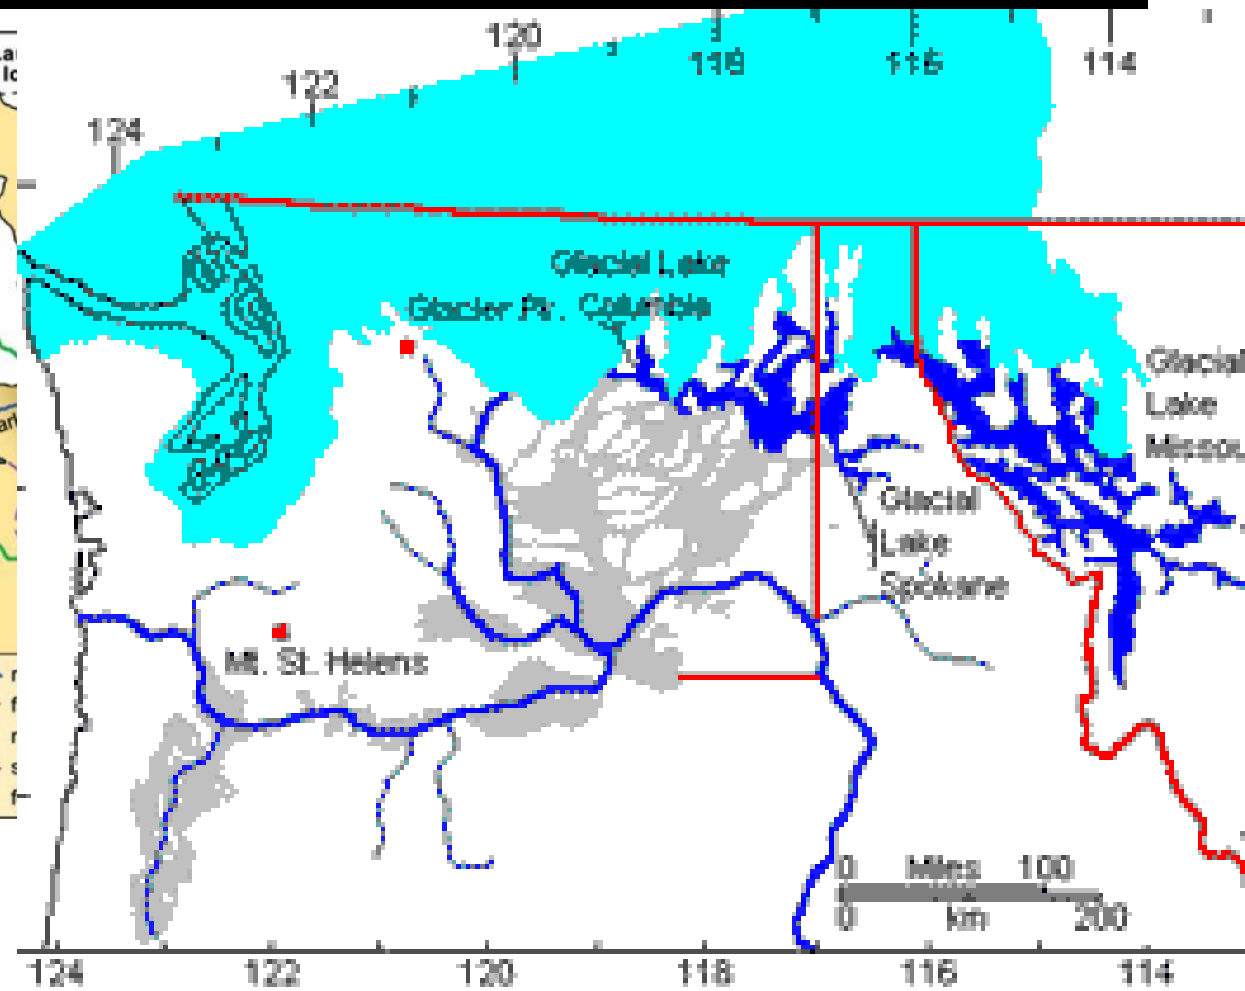 120
118
116
114
122
124
Glacial Lake
Glacier Pk. Columbia
Glacial
Lake
Missou
Glacial
Lake
Spokane
Mt. St. Helens
0 Miles 100
0 km 200
124 122 120 118 116 114